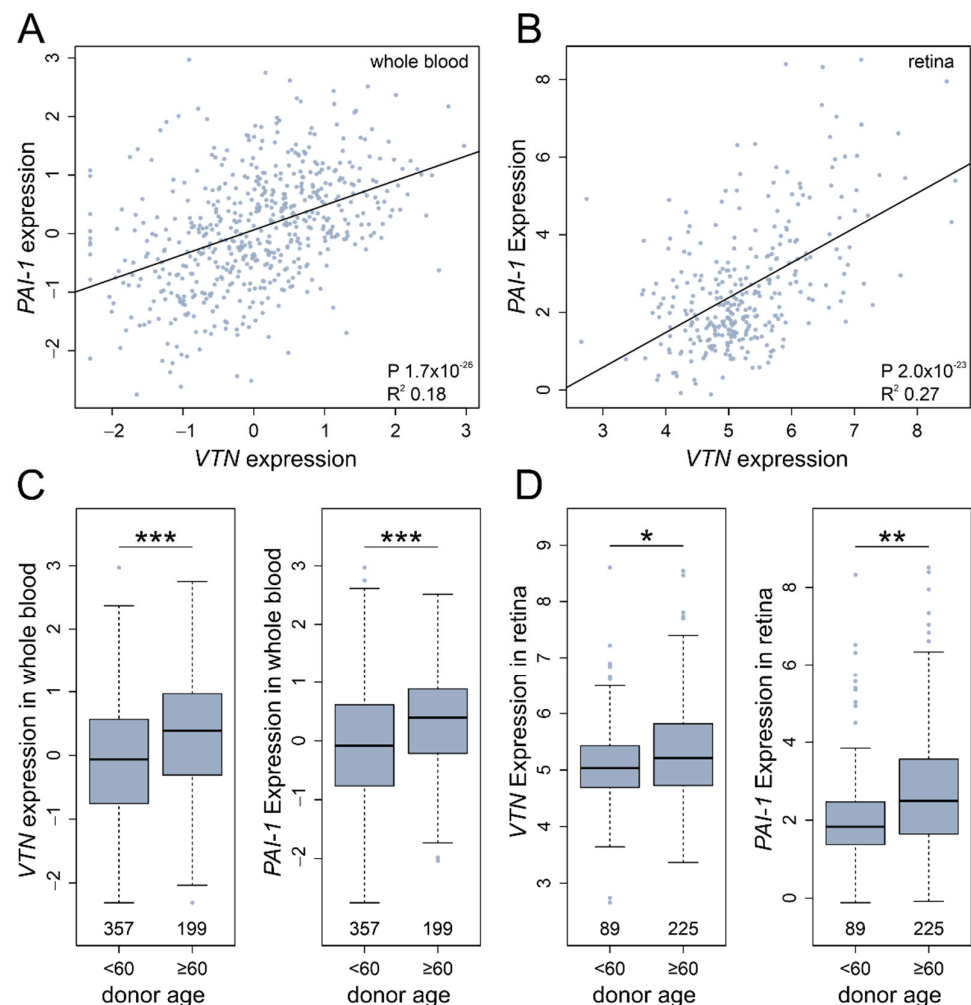 A
whole blood
3
2
1
0
−1
−2
PAI-1 expression
P 1.7x10⁻²⁶
R² 0.18
−2 −1 0 1 2 3
VTN expression
B
retina
8
6
4
2
0
PAI-1 Expression
P 2.0x10⁻²³
R² 0.27
3 4 5 6 7 8
VTN expression
C
***
3
2
1
0
−1
−2
VTN expression in whole blood
357 199
<60 ≥60
donor age
***
3
2
1
0
−1
−2
PAI-1 Expression in whole blood
357 199
<60 ≥60
donor age
D
*
9
8
7
6
5
4
3
VTN Expression in retina
89 225
<60 ≥60
donor age
**
8
6
4
2
0
PAI-1 Expression in retina
89 225
<60 ≥60
donor age